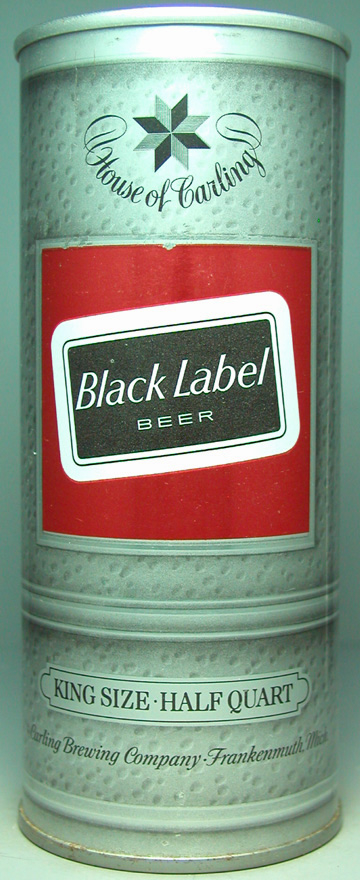 House of Carling
Black Label
BEER
KING SIZE · HALF QUART
Carling Brewing Company · Frankenmuth, Mich.